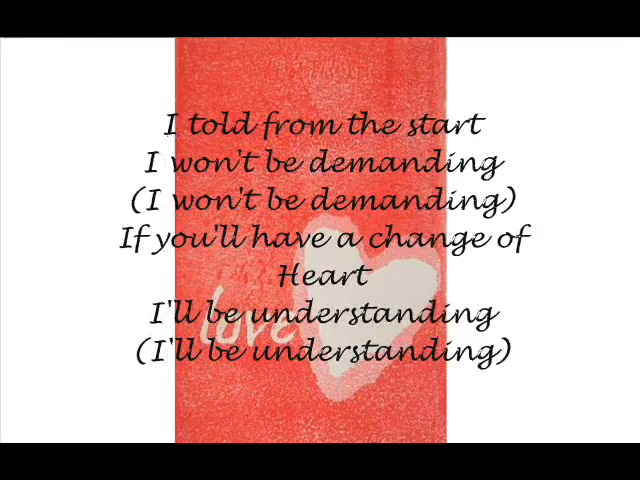 I told from the start
I won't be demanding
(I won't be demanding)
If you'll have a change of
Heart
I'll be understanding
(I'll be understanding)
love